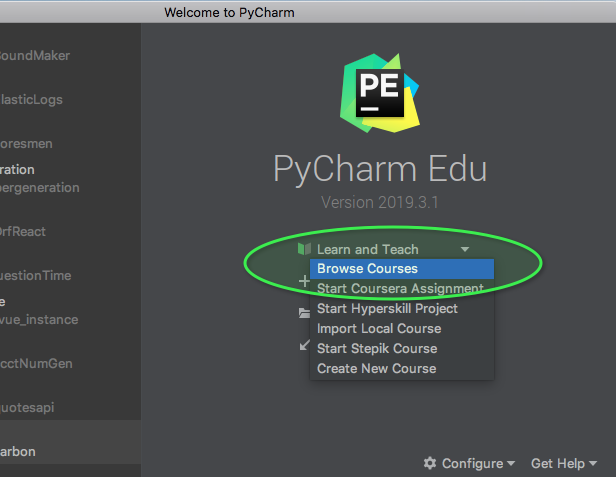 Welcome to PyCharm
oundMaker
lasticLogs
oresmen
ration
ergeneration
rfReact
uestionTime
e
vue_instance
cctNumGen
uotesapi
arbon
PE
PyCharm Edu
Version 2019.3.1
Learn and Teach
Browse Courses
Start Coursera Assignment
Start Hyperskill Project
Import Local Course
Start Stepik Course
Create New Course
Configure
Get Help